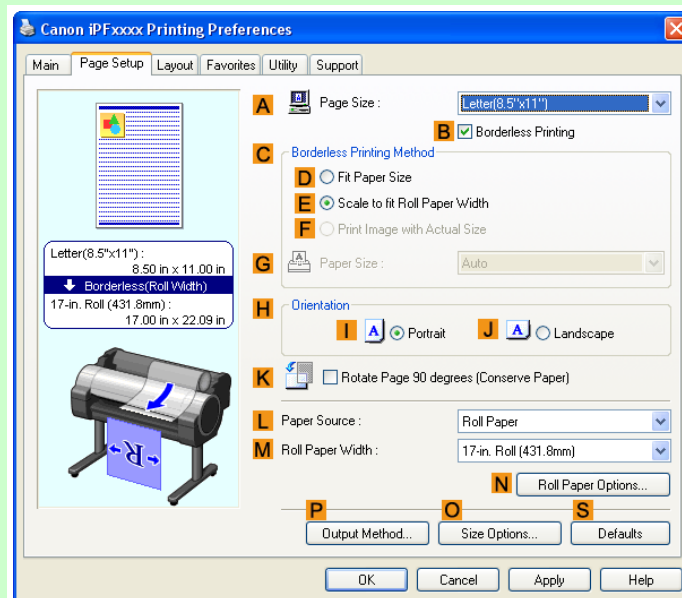 Canon iPFxxxx Printing Preferences
Main Page Setup Layout Favorites Utility Support
A Page Size : Letter(8.5"x11")
B Borderless Printing
C Borderless Printing Method
D Fit Paper Size
E Scale to fit Roll Paper Width
F Print Image with Actual Size
G A Paper Size : Auto
Letter(8.5"x11") :
8.50 in x 11.00 in
Borderless(Roll Width)
17-in. Roll (431.8mm) :
17.00 in x 22.09 in
H Orientation
I A Portrait J A Landscape
K Rotate Page 90 degrees (Conserve Paper)
R
L Paper Source : Roll Paper
M Roll Paper Width : 17-in. Roll (431.8mm)
N Roll Paper Options...
P O S
Output Method... Size Options... Defaults
OK Cancel Apply Help